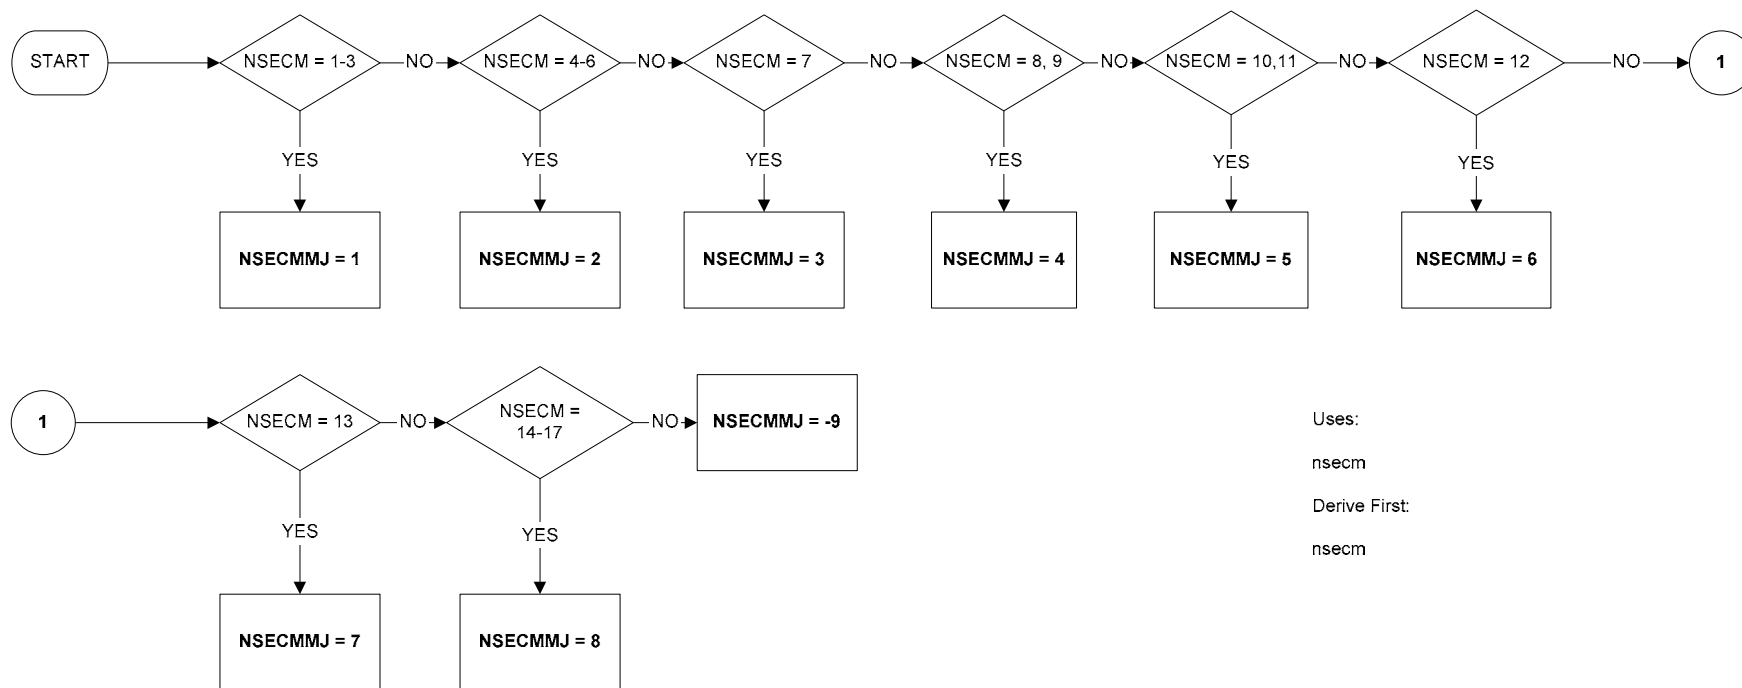 START
NSECM = 1-3
NO
NSECM = 4-6
NO
NSECM = 7
NO
NSECM = 8, 9
NO
NSECM = 10,11
NO
NSECM = 12
NO
1
YES
YES
YES
YES
YES
YES
NSECMMJ = 1
NSECMMJ = 2
NSECMMJ = 3
NSECMMJ = 4
NSECMMJ = 5
NSECMMJ = 6
1
NSECM = 13
NO
NSECM =
14-17
NO
NSECMMJ = -9
YES
YES
NSECMMJ = 7
NSECMMJ = 8
Uses:
nsecm
Derive First:
nsecm